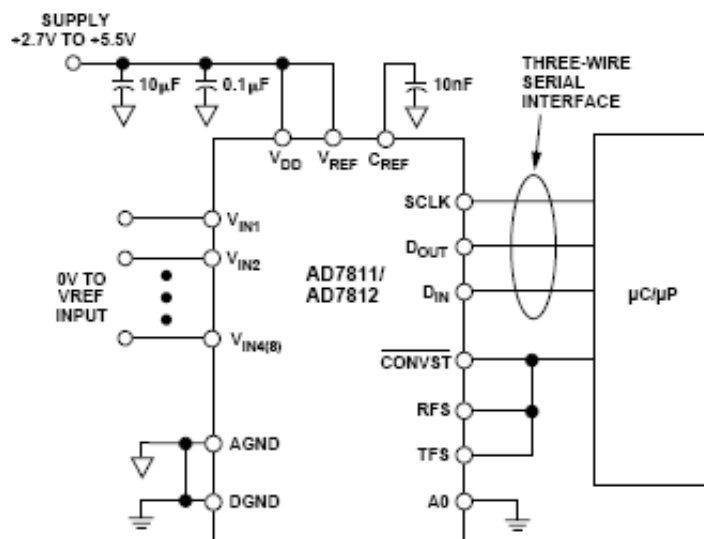 SUPPLY
+2.7V TO +5.5V
10µF
0.1µF
10nF
THREE-WIRE
SERIAL
INTERFACE
VDD
VREF
CREF
SCLK
VIN1
DOUT
VIN2
AD7811/
AD7812
0V TO
VREF
INPUT
DIN
µC/µP
VIN4(8)
CONVST
RFS
AGND
TFS
DGND
A0